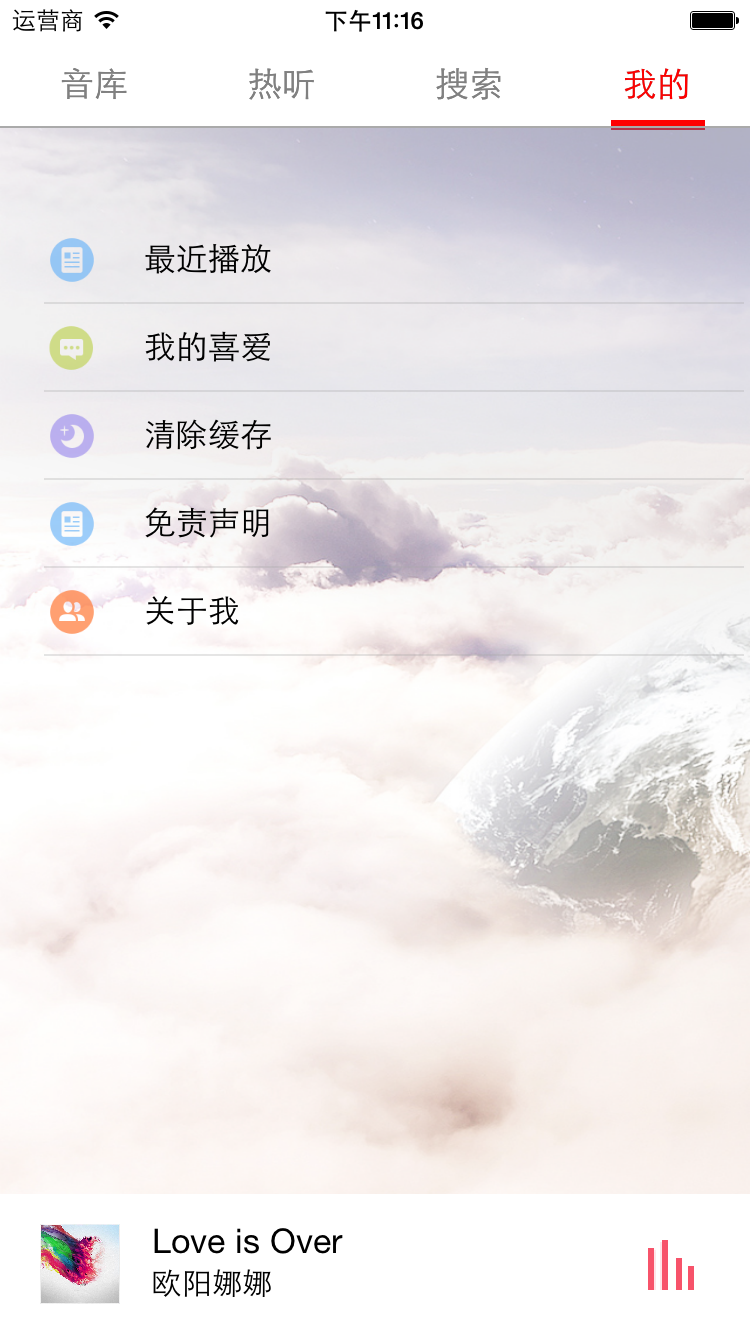 运营商 下午11:16
音库 热听 搜索 我的
最近播放
我的喜爱
清除缓存
免责声明
关于我
Love is Over
欧阳娜娜